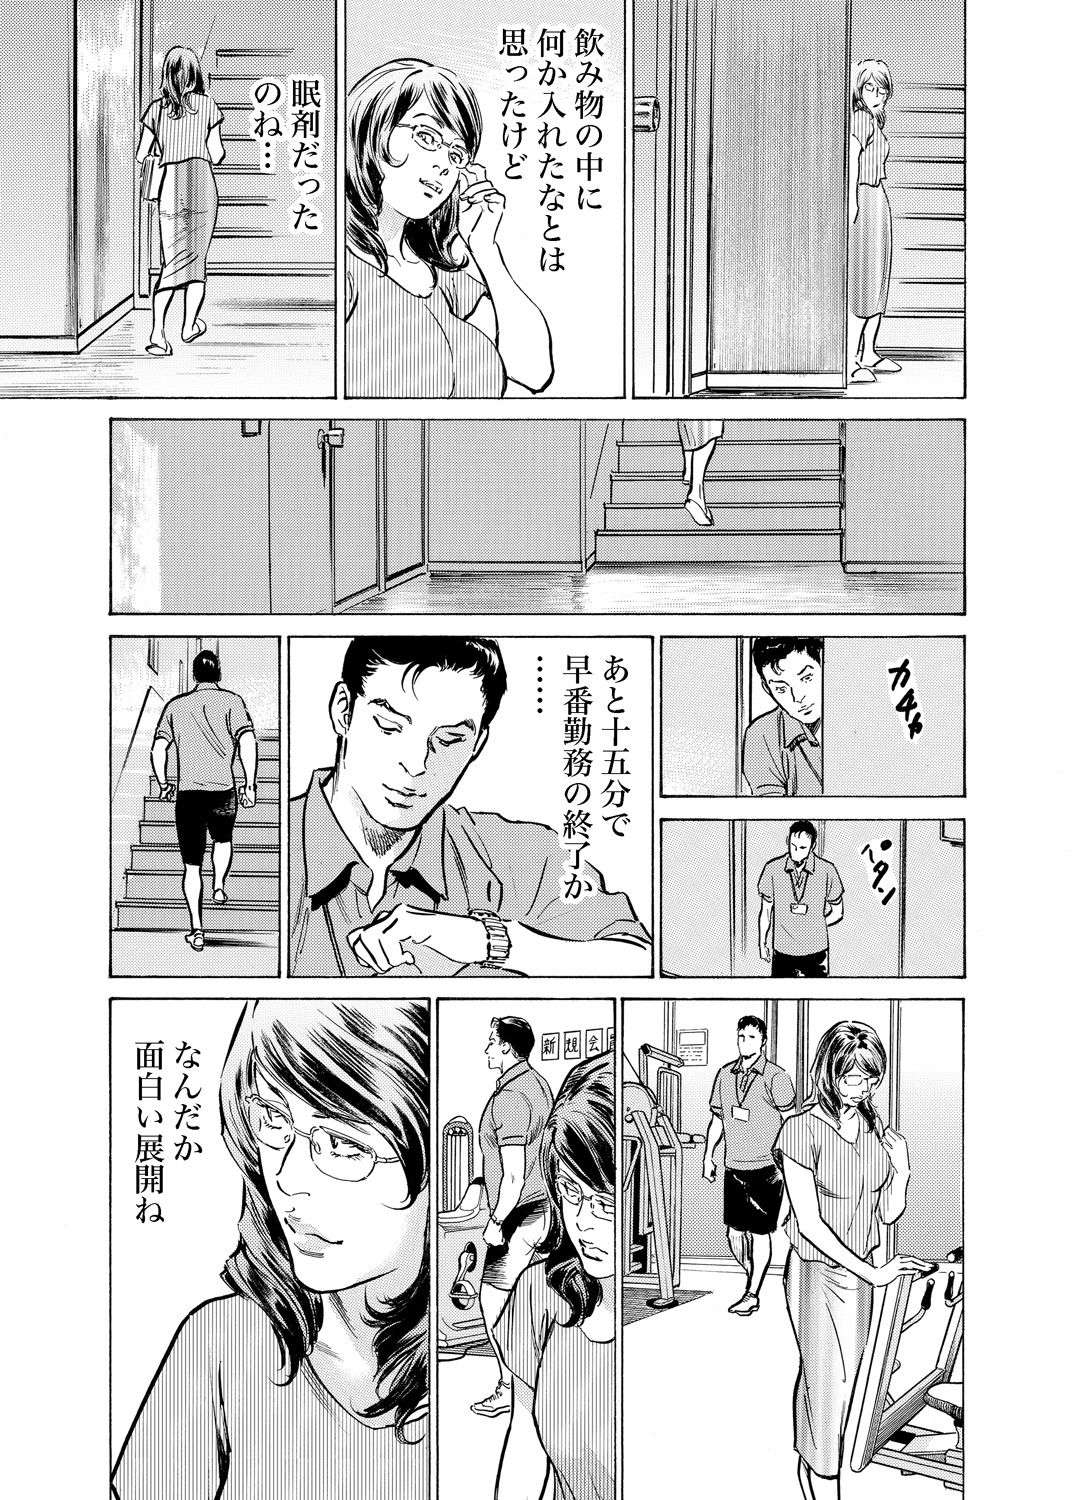 飲み物の中に
何か入れたなとは
思ったけど
眠剤だった
のね…
カチャ
パタン
あと十五分で
早番勤務の終了か
……
新規会員
なんだか
面白い展開ね